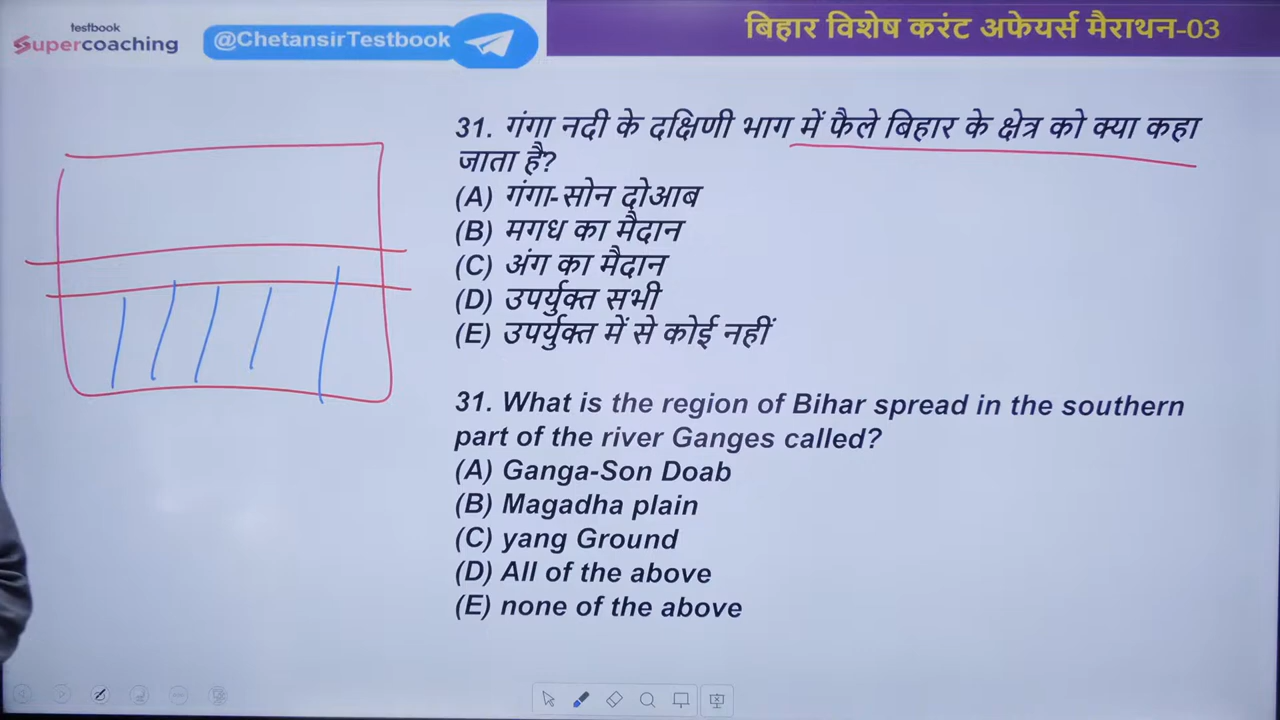 testbook
Supercoaching
@ChetansirTestbook
बिहार विशेष करंट अफेयर्स मैराथन-03
31. गंगा नदी के दक्षिणी भाग में फैले बिहार के क्षेत्र को क्या कहा
जाता है?
(A) गंगा-सोन दोआब
(B) मगध का मैदान
(C) अंग का मैदान
(D) उपर्युक्त सभी
(E) उपर्युक्त में से कोई नहीं
31. What is the region of Bihar spread in the southern
part of the river Ganges called?
(A) Ganga-Son Doab
(B) Magadha plain
(C) yang Ground
(D) All of the above
(E) none of the above